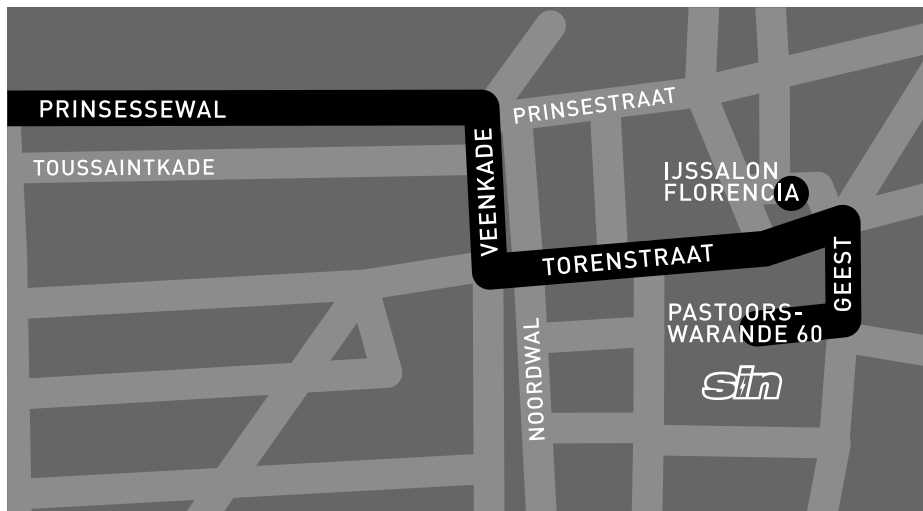 PRINSESSEWAL
PRINSESTRAAT
TOUSSAINTKADE
VEENKADE
IJSSALON
FLORENCIA
TORENSTRAAT
GEEST
PASTOORS-
WARANDE 60
NOORDWAL
sin